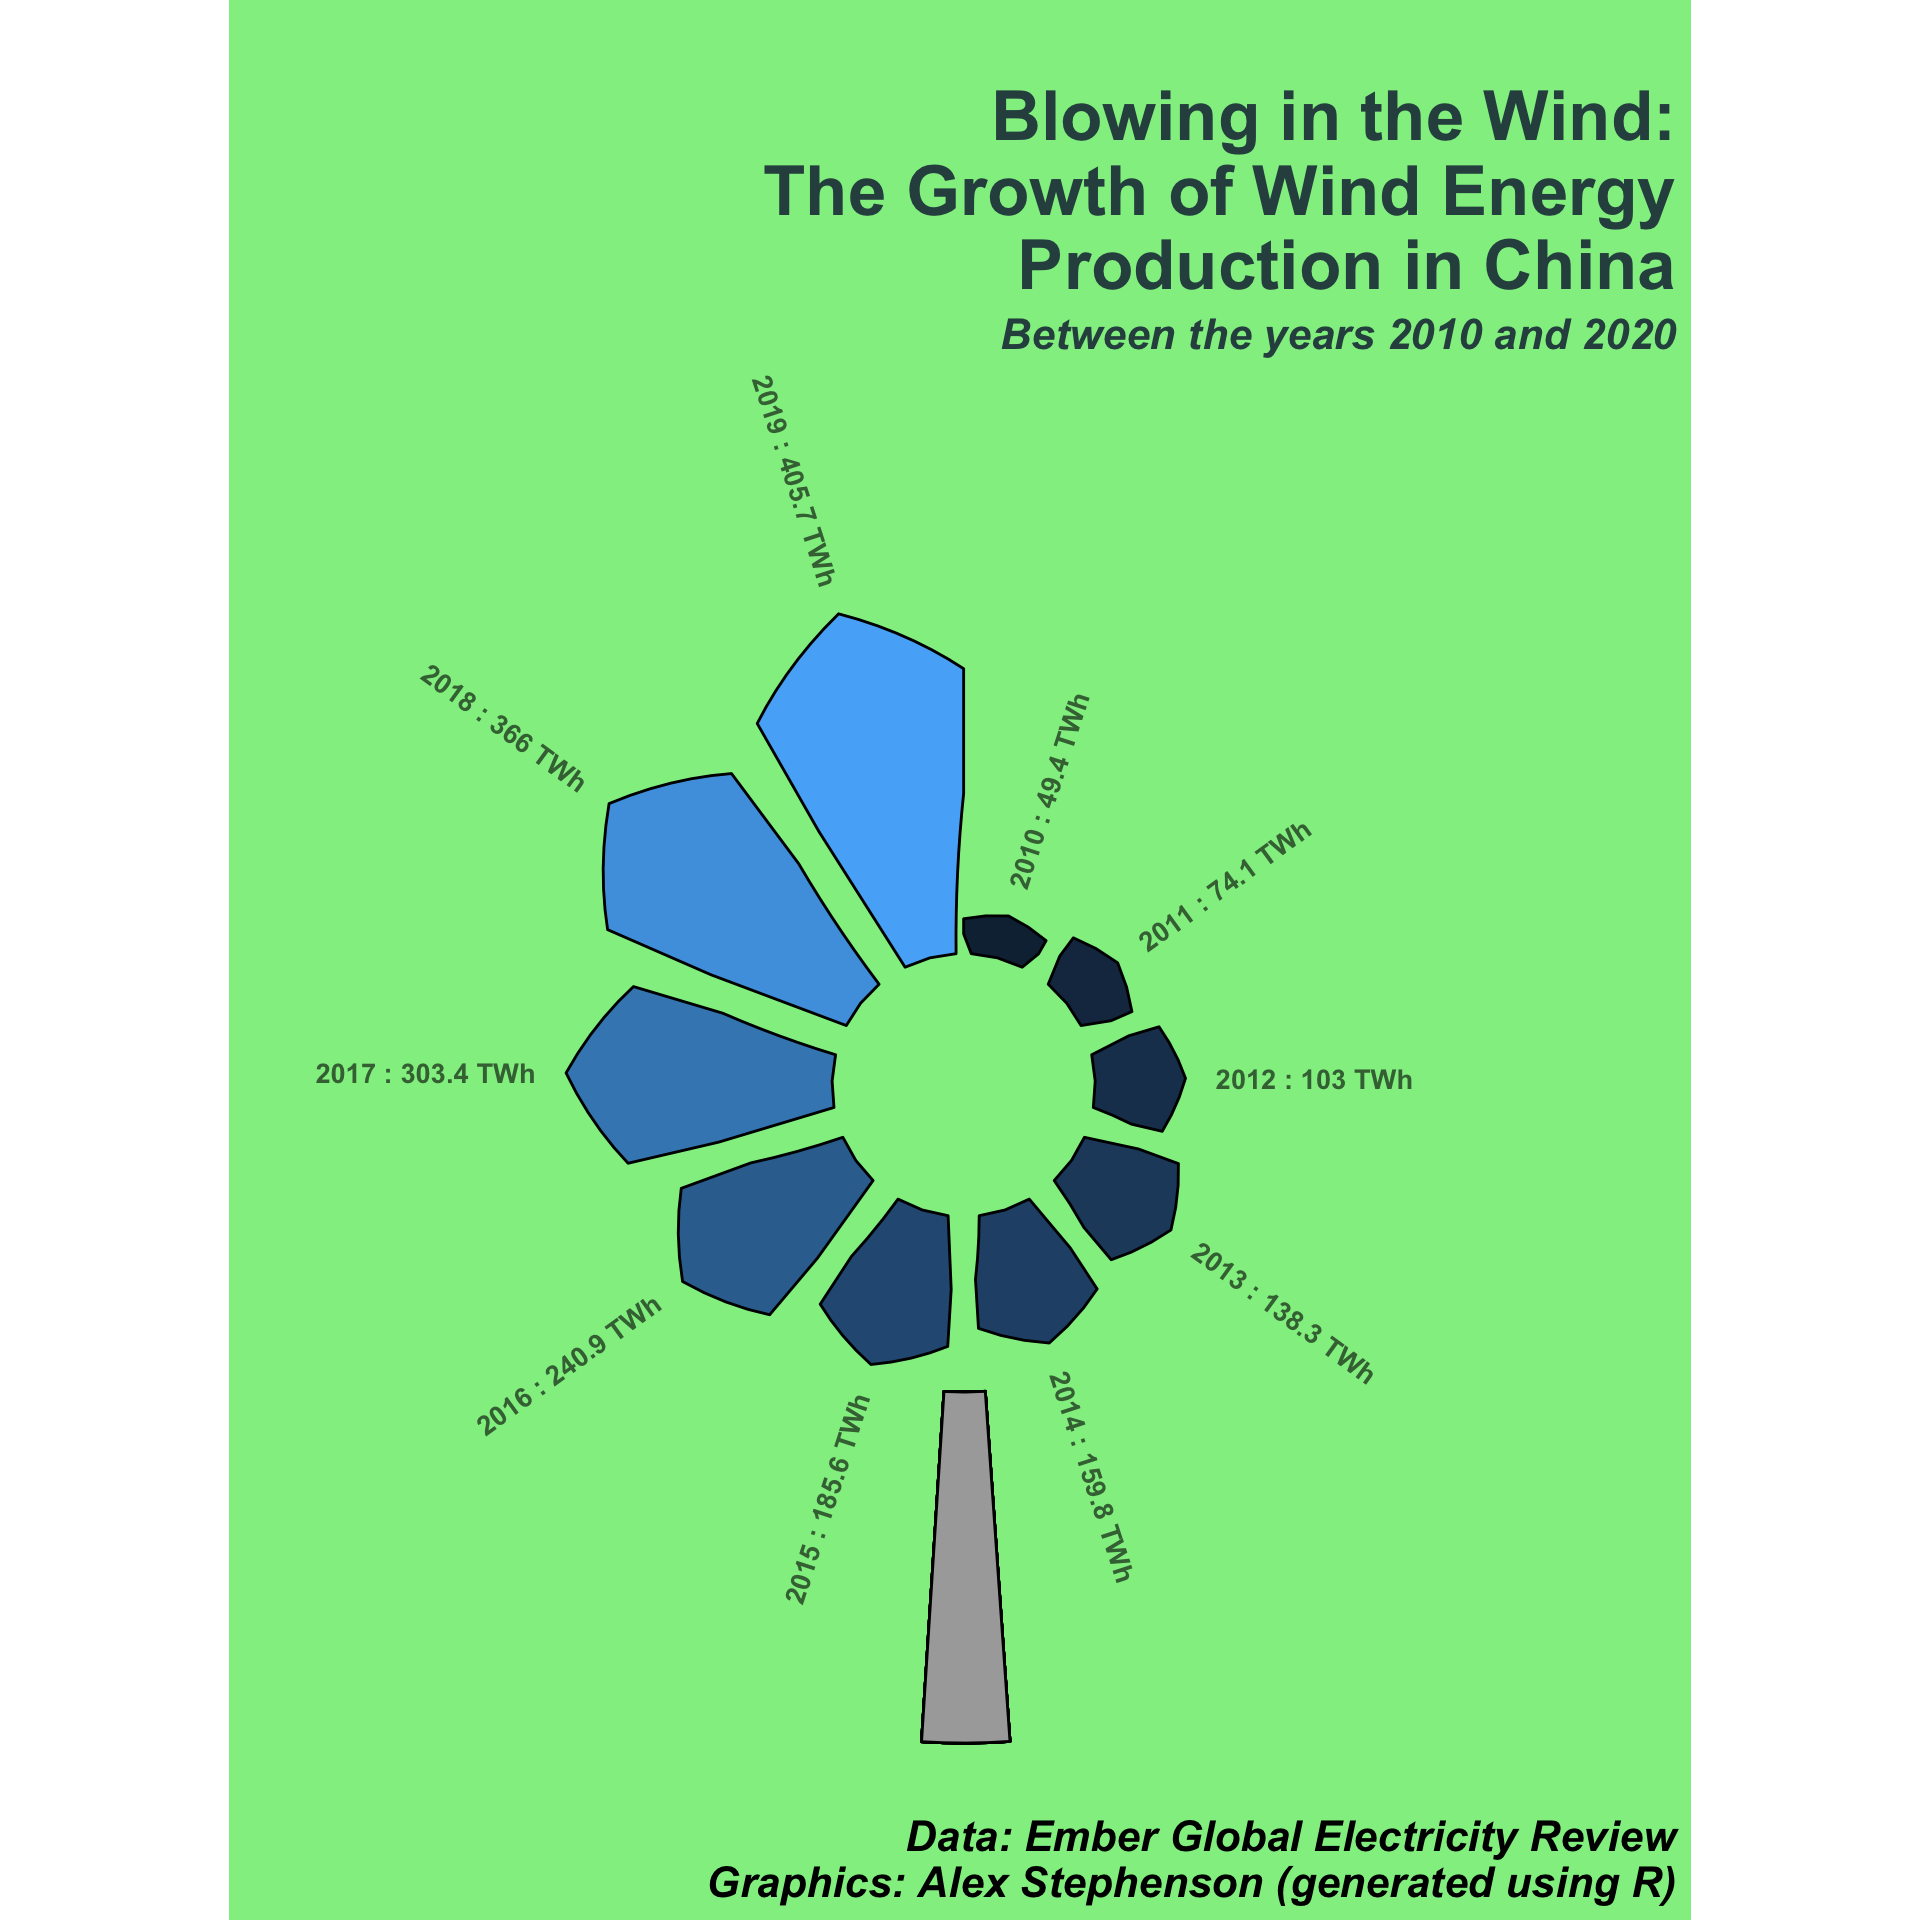 Blowing in the Wind:
The Growth of Wind Energy
Production in China
Between the years 2010 and 2020
2019 : 405.7 TWh
2018 : 366 TWh
2010 : 49.4 TWh
2011 : 74.1 TWh
2017 : 303.4 TWh
2012 : 103 TWh
2013 : 138.3 TWh
2016 : 240.9 TWh
2014 : 159.8 TWh
2015 : 185.6 TWh
Data: Ember Global Electricity Review
Graphics: Alex Stephenson (generated using R)